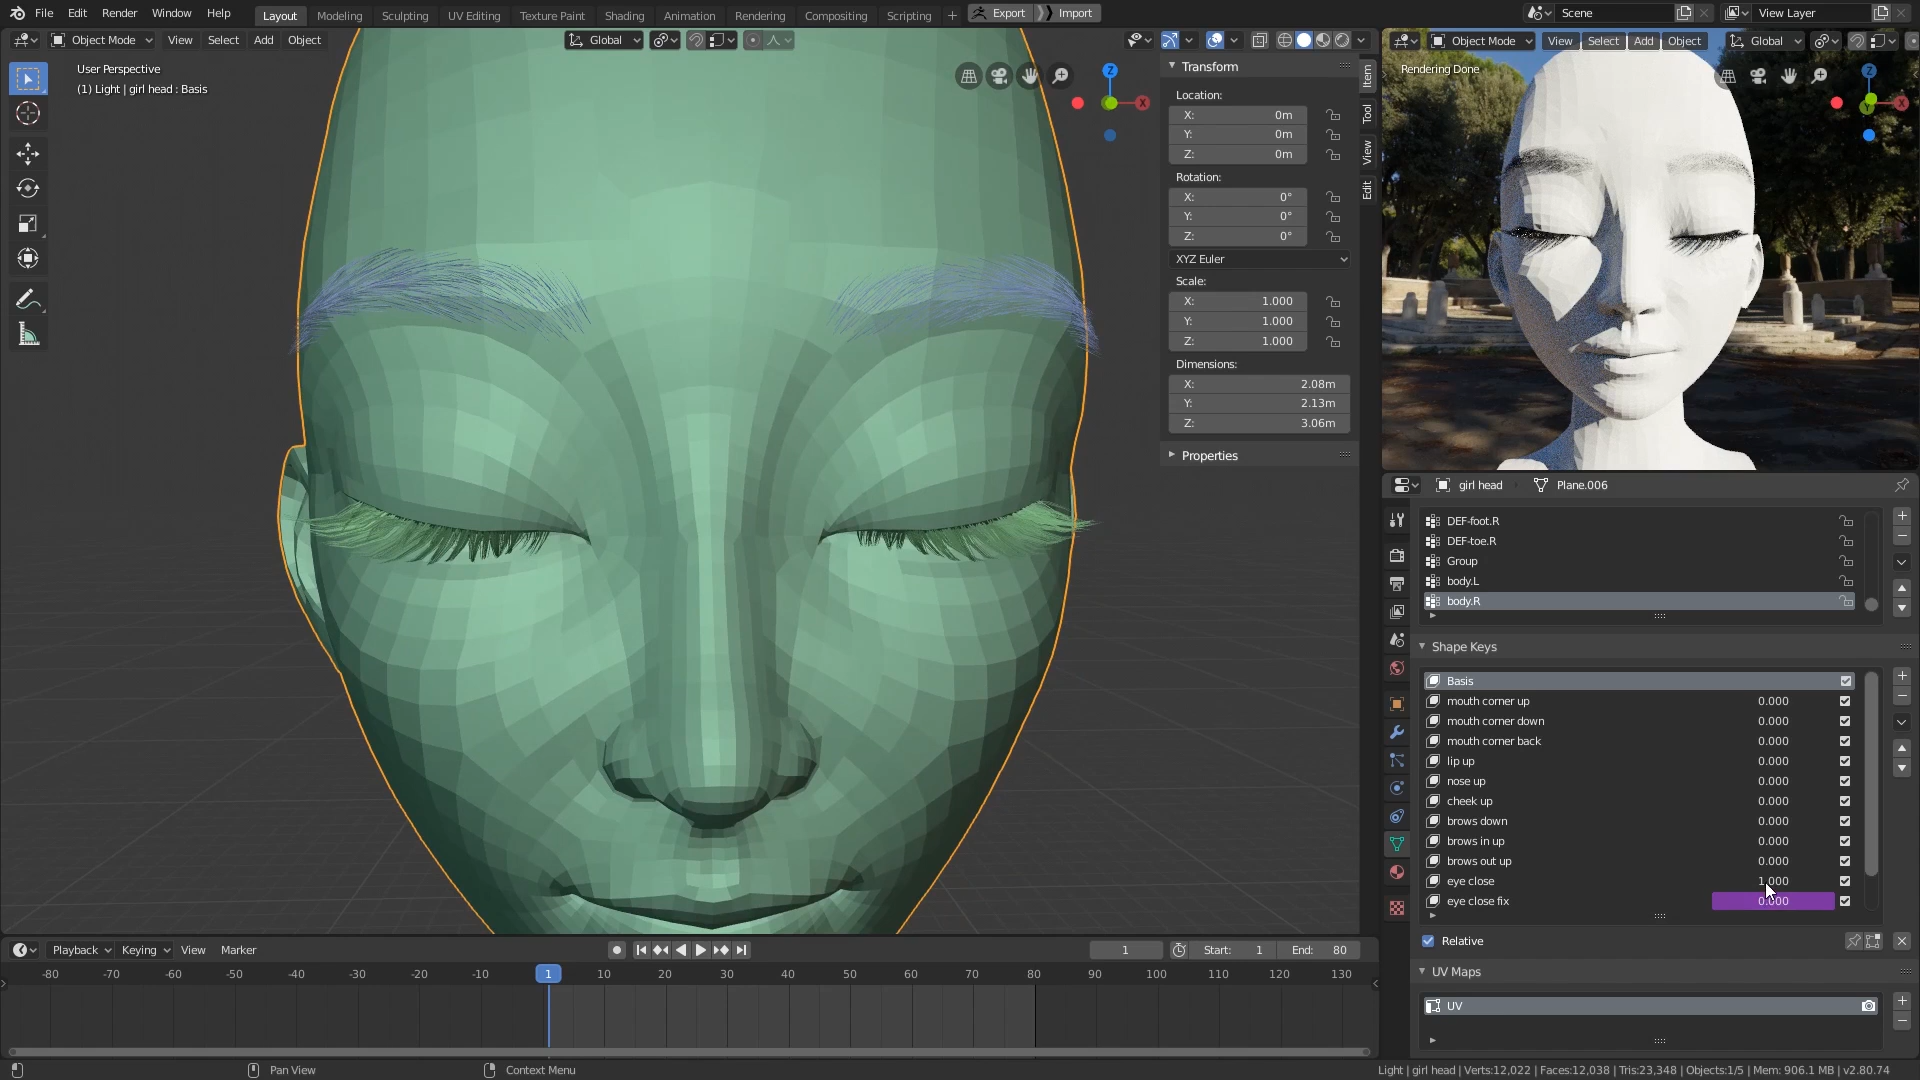 File Edit Render Window Help Layout Modeling Sculpting UV Editing Texture Paint Shading Animation Rendering Compositing Scripting + Export Import Scene View Layer
Object Mode View Select Add Object Global
Object Mode View Select Add Object Global
User Perspective
(1) Light | girl head : Basis
Rendering Done
Z
X
Z
Y
X
Transform
Location:
X: 0m
Y: 0m
Z: 0m
Rotation:
X: 0°
Y: 0°
Z: 0°
XYZ Euler
Scale:
X: 1.000
Y: 1.000
Z: 1.000
Dimensions:
X: 2.08m
Y: 2.13m
Z: 3.06m
Properties
Item
Tool
View
Edit
girl head Plane.006
DEF-foot.R
DEF-toe.R
Group
body.L
body.R
Shape Keys
Basis
mouth corner up 0.000
mouth corner down 0.000
mouth corner back 0.000
lip up 0.000
nose up 0.000
cheek up 0.000
brows down 0.000
brows in up 0.000
brows out up 0.000
eye close 1.000
eye close fix 0.000
Relative
UV Maps
UV
Playback Keying View Marker 1 Start: 1 End: 80
-80 -70 -60 -50 -40 -30 -20 -10 1 10 20 30 40 50 60 70 80 90 100 110 120 130
Pan View Context Menu Light | girl head | Verts:12,022 | Faces:12,038 | Tris:23,348 | Objects:1/5 | Mem: 906.1 MB | v2.80.74